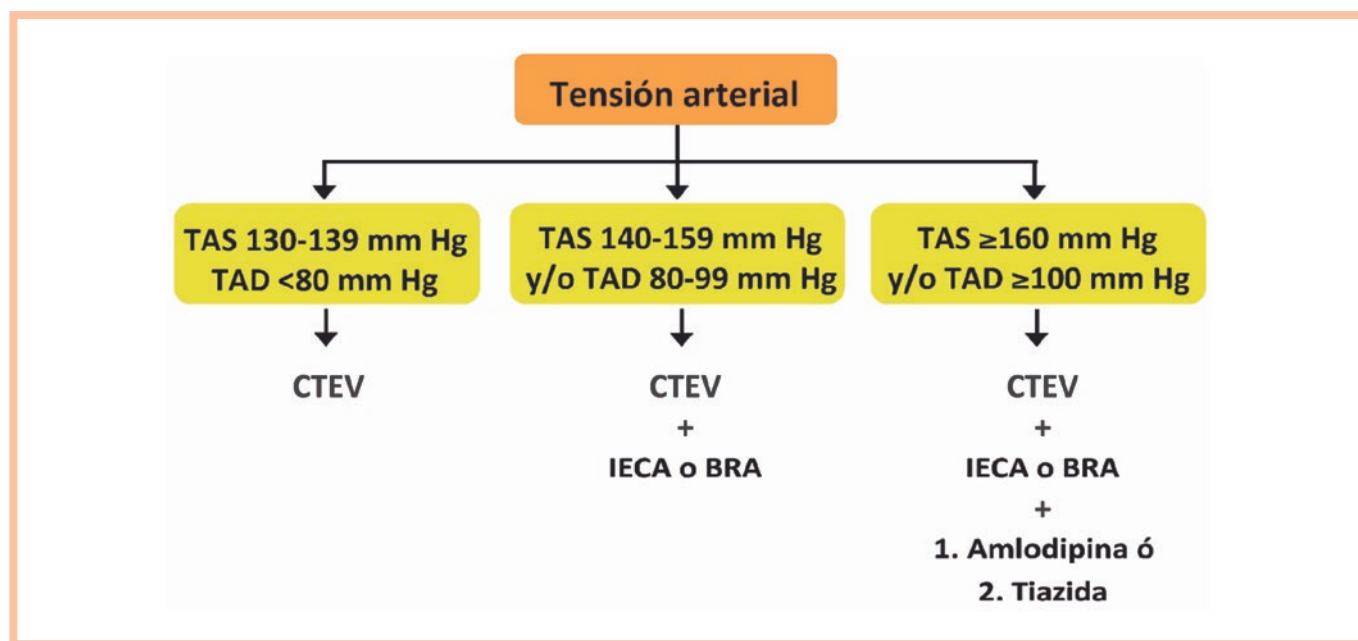 Tensión arterial
TAS 130-139 mm Hg
TAD <80 mm Hg
TAS 140-159 mm Hg
y/o TAD 80-99 mm Hg
TAS ≥160 mm Hg
y/o TAD ≥100 mm Hg
CTEV
CTEV
+
IECA o BRA
CTEV
+
IECA o BRA
+
1. Amlodipina ó
2. Tiazida